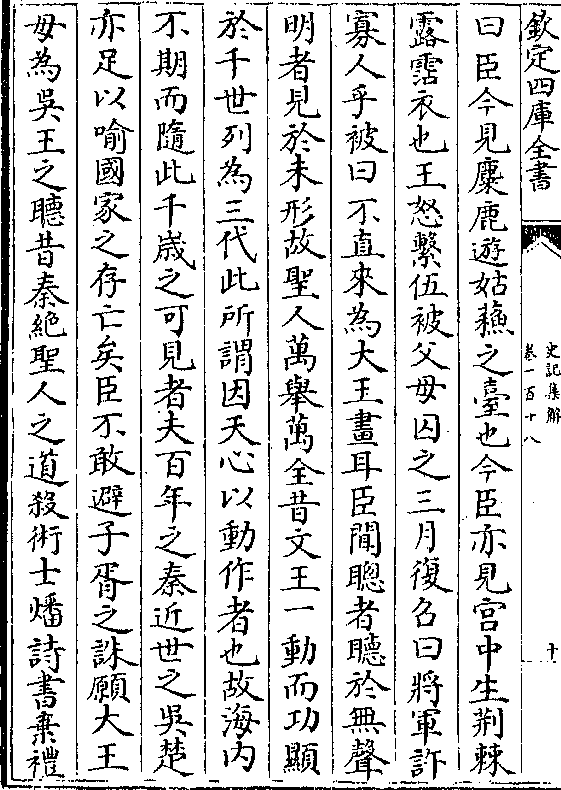 欽定四庫全書
史記集解
卷一百十八
十
曰臣今見麋鹿遊姑蘓之臺也今臣亦見宫中生荆棘
露霑衣也王怒繫伍被父母囚之三月復召曰將軍許
寡人乎被曰不直來為大王畫耳臣聞聰者聽於無聲
明者見於未形故聖人萬舉萬全昔文王一動而功顯
於千世列為三代此所謂因天心以動作者也故海内
不期而隨此千歳之可見者夫百年之秦近世之吳楚
亦足以喻國家之存亡矣臣不敢避子胥之誅願大王
毋為吳王之聽昔秦絶聖人之道殺術士燔詩書棄禮